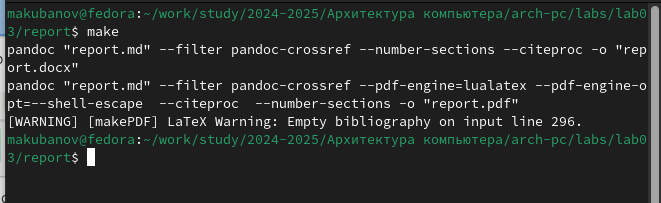 makubanov@fedora:~/work/study/2024-2025/Архитектура компьютера/arch-pc/labs/lab0
3/report$ make
pandoc "report.md" --filter pandoc-crossref --number-sections --citeproc -o "rep
ort.docx"
pandoc "report.md" --filter pandoc-crossref --pdf-engine=lualatex --pdf-engine-o
pt=--shell-escape  --citeproc  --number-sections -o "report.pdf"
[WARNING] [makePDF] LaTeX Warning: Empty bibliography on input line 296.
makubanov@fedora:~/work/study/2024-2025/Архитектура компьютера/arch-pc/labs/lab0
3/report$